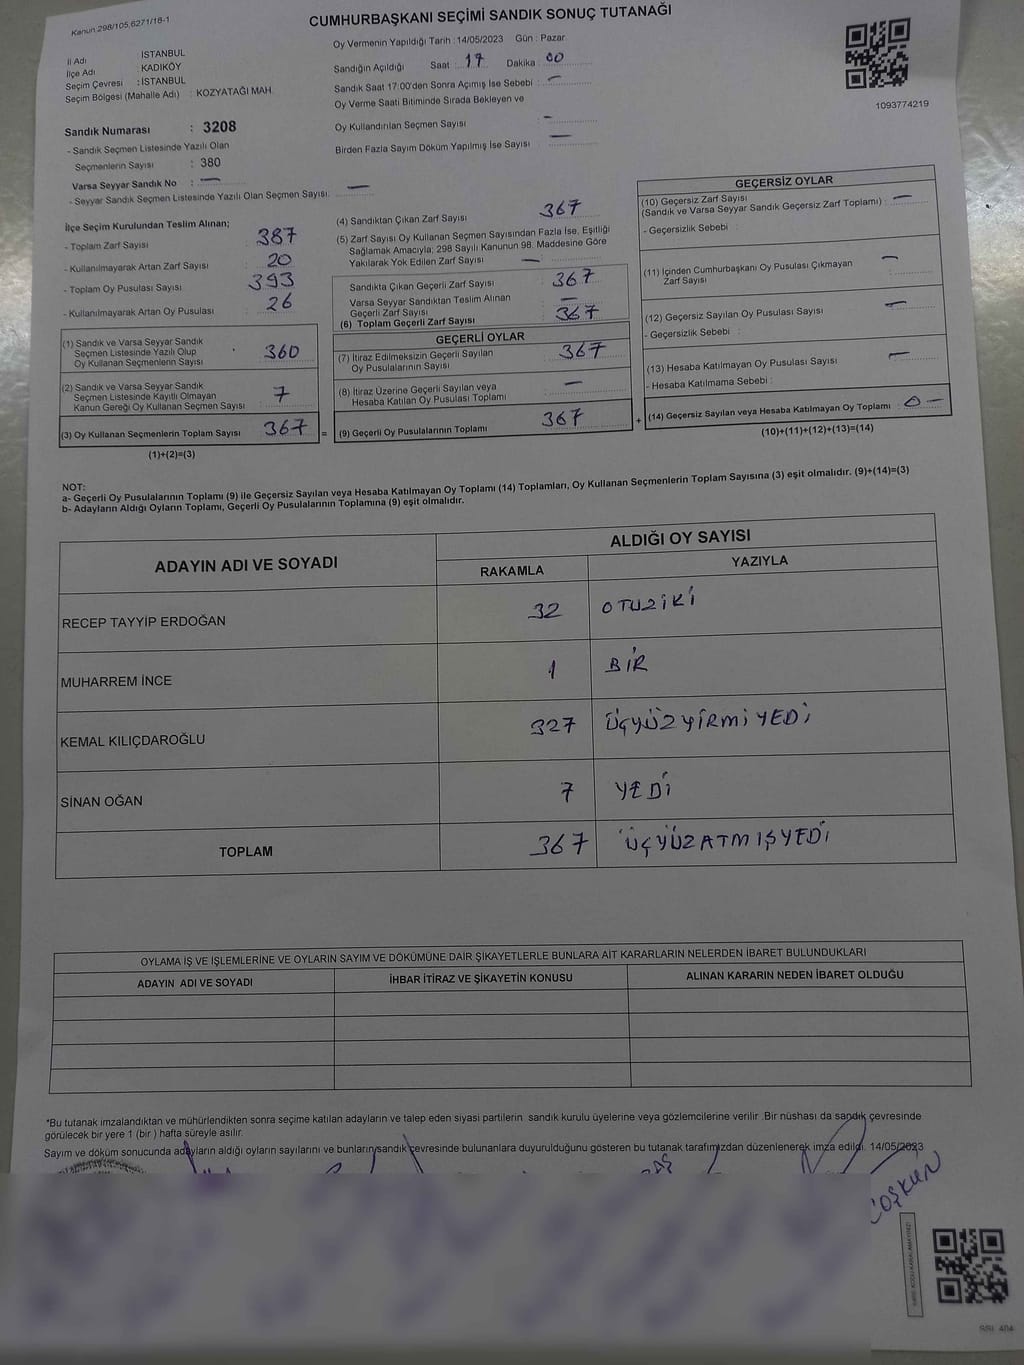 Kanun:298/105,6271/18-1
CUMHURBAŞKANI SEÇİMİ SANDIK SONUÇ TUTANAĞI
İl Adı İSTANBUL
İlçe Adı KADIKÖY
Seçim Çevresi : İSTANBUL
Seçim Bölgesi (Mahalle Adı) : KOZYATAĞI MAH.
Oy Vermenin Yapıldığı Tarih : 14/05/2023 Gün : Pazar
Sandığın Açıldığı Saat : 17 Dakika : 00
Sandık Saat 17:00'den Sonra Açımış İse Sebebi : —
Oy Verme Saati Bitiminde Sırada Bekleyen ve
Oy Kullandırılan Seçmen Sayısı : —
Birden Fazla Sayım Döküm Yapılmış İse Sayısı : —
1093774219
Sandık Numarası : 3208
- Sandık Seçmen Listesinde Yazılı Olan
Seçmenlerin Sayısı : 380
Varsa Seyyar Sandık No : —
- Seyyar Sandık Seçmen Listesinde Yazılı Olan Seçmen Sayısı: —
İlçe Seçim Kurulundan Teslim Alınan;
- Toplam Zarf Sayısı : 387
- Kullanılmayarak Artan Zarf Sayısı : 20
- Toplam Oy Pusulası Sayısı : 393
- Kullanılmayarak Artan Oy Pusulası : 26
(1) Sandık ve Varsa Seyyar Sandık
Seçmen Listesinde Yazılı Olup
Oy Kullanan Seçmenlerin Sayısı : 360
(2) Sandık ve Varsa Seyyar Sandık
Seçmen Listesinde Kayıtlı Olmayan
Kanun Gereği Oy Kullanan Seçmen Sayısı : 7
(3) Oy Kullanan Seçmenlerin Toplam Sayısı : 367 =
(1)+(2)=(3)
(4) Sandıktan Çıkan Zarf Sayısı 367
(5) Zarf Sayısı Oy Kullanan Seçmen Sayısından Fazla İse, Eşitliği
Sağlamak Amacıyla; 298 Sayılı Kanunun 98. Maddesine Göre
Yakılarak Yok Edilen Zarf Sayısı —
Sandıkta Çıkan Geçerli Zarf Sayısı : 367
Varsa Seyyar Sandıktan Teslim Alınan
Geçerli Zarf Sayısı : —
(6) Toplam Geçerli Zarf Sayısı : 367
GEÇERLİ OYLAR
(7) İtiraz Edilmeksizin Geçerli Sayılan
Oy Pusulalarının Sayısı : 367
(8) İtiraz Üzerine Geçerli Sayılan veya
Hesaba Katılan Oy Pusulası Toplamı : —
(9) Geçerli Oy Pusulalarının Toplamı : 367 +
GEÇERSİZ OYLAR
(10) Geçersiz Zarf Sayısı
(Sandık ve Varsa Seyyar Sandık Geçersiz Zarf Toplamı) : —
- Geçersizlik Sebebi :
(11) İçinden Cumhurbaşkanı Oy Pusulası Çıkmayan
Zarf Sayısı : —
(12) Geçersiz Sayılan Oy Pusulası Sayısı : —
- Geçersizlik Sebebi :
(13) Hesaba Katılmayan Oy Pusulası Sayısı : —
- Hesaba Katılmama Sebebi :
(14) Geçersiz Sayılan veya Hesaba Katılmayan Oy Toplamı : 0 —
(10)+(11)+(12)+(13)=(14)
NOT:
a- Geçerli Oy Pusulalarının Toplamı (9) ile Geçersiz Sayılan veya Hesaba Katılmayan Oy Toplamı (14) Toplamları, Oy Kullanan Seçmenlerin Toplam Sayısına (3) eşit olmalıdır. (9)+(14)=(3)
b- Adayların Aldığı Oyların Toplamı, Geçerli Oy Pusulalarının Toplamına (9) eşit olmalıdır.
ADAYIN ADI VE SOYADI ALDIĞI OY SAYISI
RAKAMLA YAZIYLA
RECEP TAYYİP ERDOĞAN 32 OTUZİKİ
MUHARREM İNCE 1 BİR
KEMAL KILIÇDAROĞLU 327 ÜÇYÜZYİRMİYEDİ
SİNAN OĞAN 7 YEDİ
TOPLAM 367 ÜÇYÜZATMIŞYEDİ
OYLAMA İŞ VE İŞLEMLERİNE VE OYLARIN SAYIM VE DÖKÜMÜNE DAİR ŞİKAYETLERLE BUNLARA AİT KARARLARIN NELERDEN İBARET BULUNDUKLARI
ADAYIN ADI VE SOYADI İHBAR İTİRAZ VE ŞİKAYETİN KONUSU ALINAN KARARIN NEDEN İBARET OLDUĞU
*Bu tutanak imzalandıktan ve mühürlendikten sonra seçime katılan adayların ve talep eden siyasi partilerin sandık kurulu üyelerine veya gözlemcilerine verilir .Bir nüshası da sandık çevresinde
görülecek bir yere 1 (bir ) hafta süreyle asılır.
Sayım ve döküm sonucunda adayların aldığı oyların sayılarını ve bunların sandık çevresinde bulunanlara duyurulduğunu gösteren bu tutanak tarafımızdan düzenlenerek imza edildi. 14/05/2023
COŞKUN